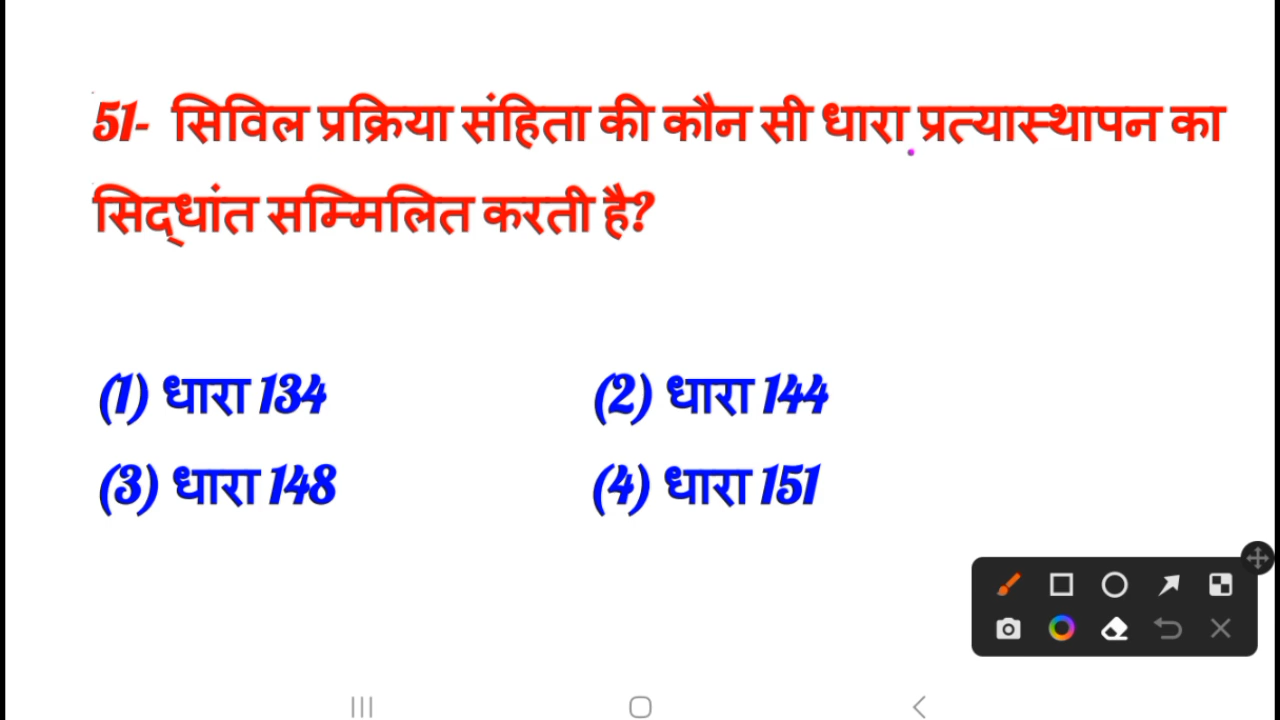 51- सिविल प्रक्रिया संहिता की कौन सी धारा प्रत्यास्थापन का
सिद्धांत सम्मिलित करती है?
(1) धारा 134 (2) धारा 144
(3) धारा 148 (4) धारा 151